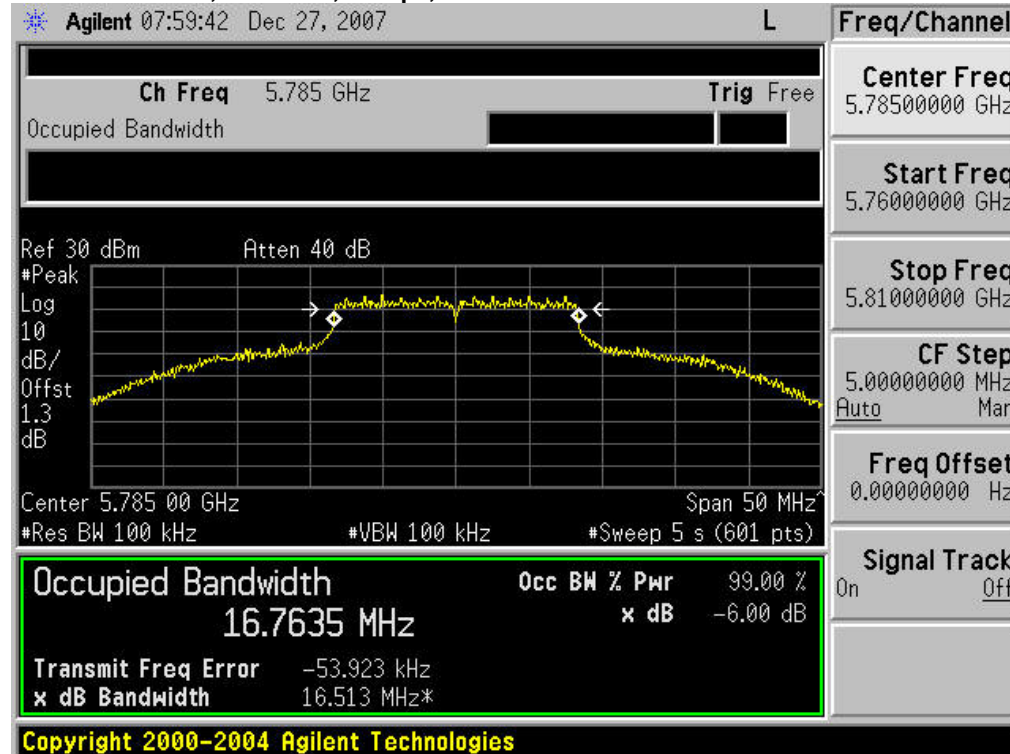 Agilent 07:59:42 Dec 27, 2007 L
Freq/Channel
Ch Freq 5.785 GHz Trig Free
Occupied Bandwidth
Center Freq
5.78500000 GHz
Start Freq
5.76000000 GHz
Stop Freq
5.81000000 GHz
CF Step
5.00000000 MHz
Auto Man
Freq Offset
0.00000000 Hz
Signal Track
On Off
Ref 30 dBm Atten 40 dB
#Peak
Log
10
dB/
Offst
1.3
dB
Center 5.785 00 GHz Span 50 MHz^
#Res BW 100 kHz #VBW 100 kHz #Sweep 5 s (601 pts)
Occupied Bandwidth
16.7635 MHz
Occ BW % Pwr 99.00 %
x dB -6.00 dB
Transmit Freq Error -53.923 kHz
x dB Bandwidth 16.513 MHz*
Copyright 2000-2004 Agilent Technologies